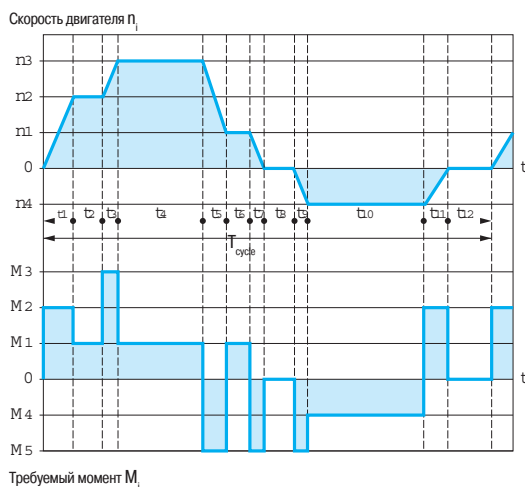 Скорость двигателя ni
n3
n2
n1
0
n4
t
t1 t2 t3 t4 t5 t6 t7 t8 t9 t10 t11 t12
Tcycle
M3
M2
M1
0
M4
M5
t
Требуемый момент Mi